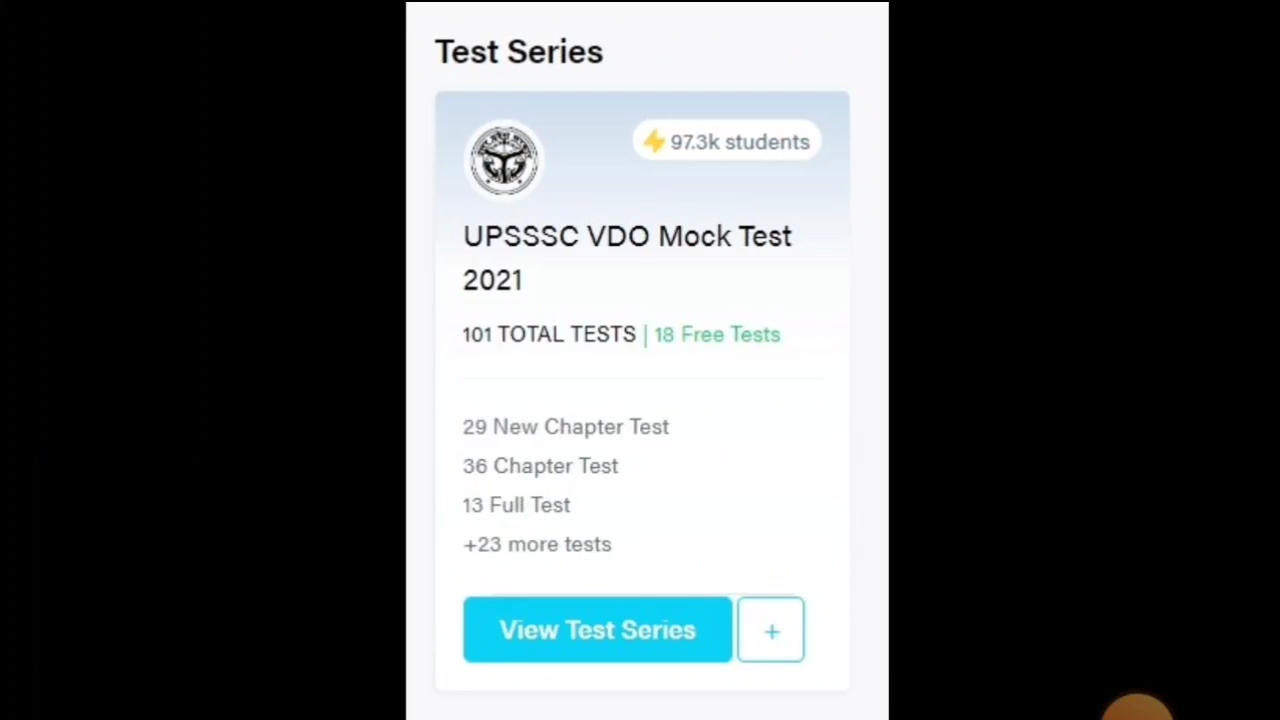 Test Series
97.3k students
UPSSSC VDO Mock Test
2021
101 TOTAL TESTS | 18 Free Tests
29 New Chapter Test
36 Chapter Test
13 Full Test
+23 more tests
View Test Series
+